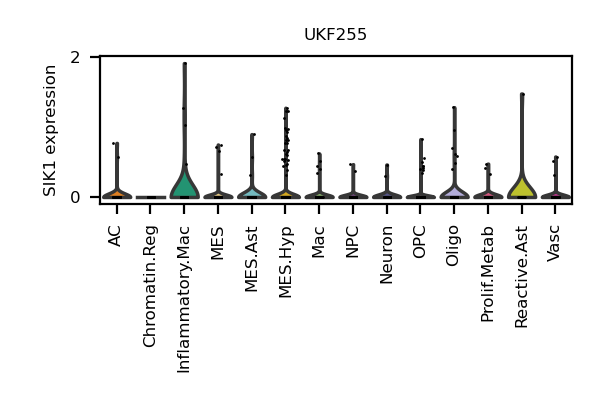 UKF255
SIK1 expression
2
0
AC
Chromatin.Reg
Inflammatory.Mac
MES
MES.Ast
MES.Hyp
Mac
NPC
Neuron
OPC
Oligo
Prolif.Metab
Reactive.Ast
Vasc